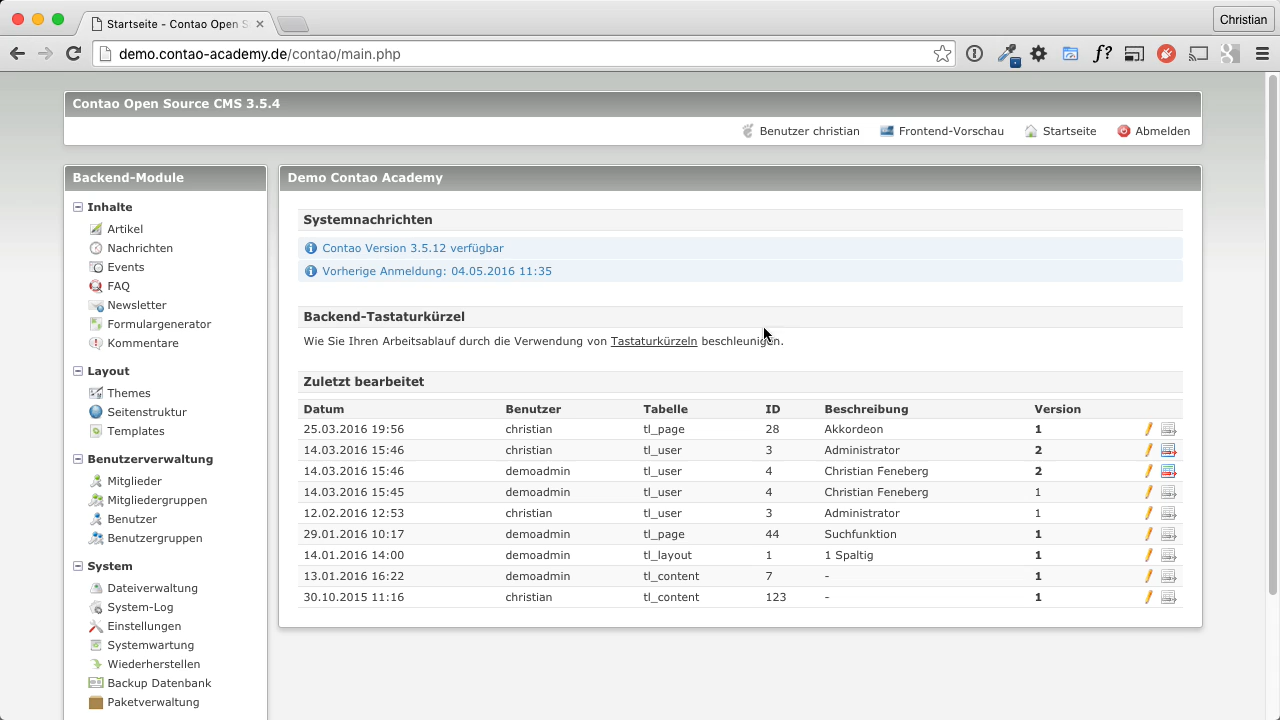 Startseite - Contao Open S
Christian
demo.contao-academy.de/contao/main.php
f?
Contao Open Source CMS 3.5.4
Benutzer christian Frontend-Vorschau Startseite Abmelden
Backend-Module
Inhalte
Artikel
Nachrichten
Events
FAQ
Newsletter
Formulargenerator
Kommentare
Layout
Themes
Seitenstruktur
Templates
Benutzerverwaltung
Mitglieder
Mitgliedergruppen
Benutzer
Benutzergruppen
System
Dateiverwaltung
System-Log
Einstellungen
Systemwartung
Wiederherstellen
Backup Datenbank
Paketverwaltung
Demo Contao Academy
Systemnachrichten
Contao Version 3.5.12 verfügbar
Vorherige Anmeldung: 04.05.2016 11:35
Backend-Tastaturkürzel
Wie Sie Ihren Arbeitsablauf durch die Verwendung von Tastaturkürzeln beschleunigen.
Zuletzt bearbeitet
Datum Benutzer Tabelle ID Beschreibung Version
25.03.2016 19:56 christian tl_page 28 Akkordeon 1
14.03.2016 15:46 christian tl_user 3 Administrator 2
14.03.2016 15:46 demoadmin tl_user 4 Christian Feneberg 2
14.03.2016 15:45 demoadmin tl_user 4 Christian Feneberg 1
12.02.2016 12:53 christian tl_user 3 Administrator 1
29.01.2016 10:17 demoadmin tl_page 44 Suchfunktion 1
14.01.2016 14:00 demoadmin tl_layout 1 1 Spaltig 1
13.01.2016 16:22 demoadmin tl_content 7 - 1
30.10.2015 11:16 christian tl_content 123 - 1